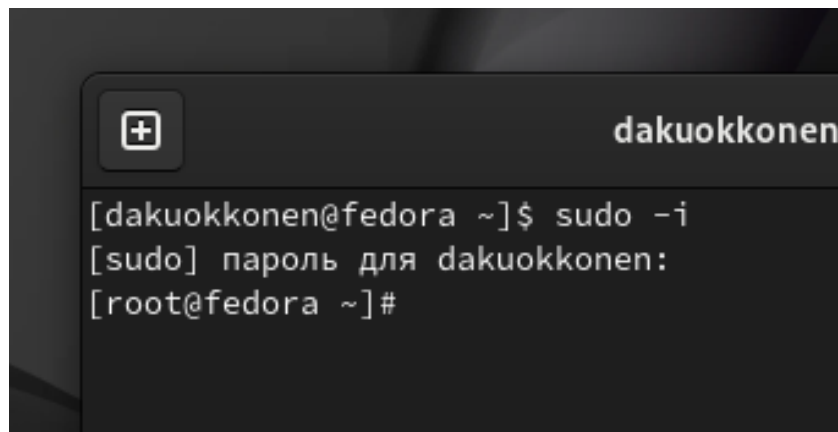 dakuokkonen
[dakuokkonen@fedora ~]$ sudo -i
[sudo] пароль для dakuokkonen:
[root@fedora ~]#